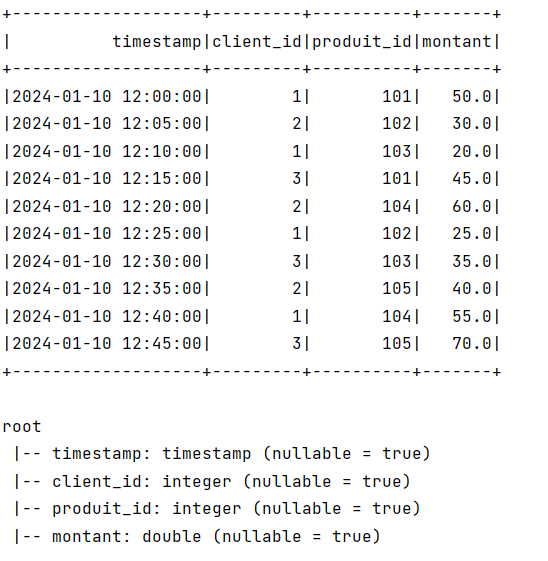 +-------------------+---------+----------+-------+
|          timestamp|client_id|produit_id|montant|
+-------------------+---------+----------+-------+
|2024-01-10 12:00:00|        1|       101|   50.0|
|2024-01-10 12:05:00|        2|       102|   30.0|
|2024-01-10 12:10:00|        1|       103|   20.0|
|2024-01-10 12:15:00|        3|       101|   45.0|
|2024-01-10 12:20:00|        2|       104|   60.0|
|2024-01-10 12:25:00|        1|       102|   25.0|
|2024-01-10 12:30:00|        3|       103|   35.0|
|2024-01-10 12:35:00|        2|       105|   40.0|
|2024-01-10 12:40:00|        1|       104|   55.0|
|2024-01-10 12:45:00|        3|       105|   70.0|
+-------------------+---------+----------+-------+
root
 |-- timestamp: timestamp (nullable = true)
 |-- client_id: integer (nullable = true)
 |-- produit_id: integer (nullable = true)
 |-- montant: double (nullable = true)